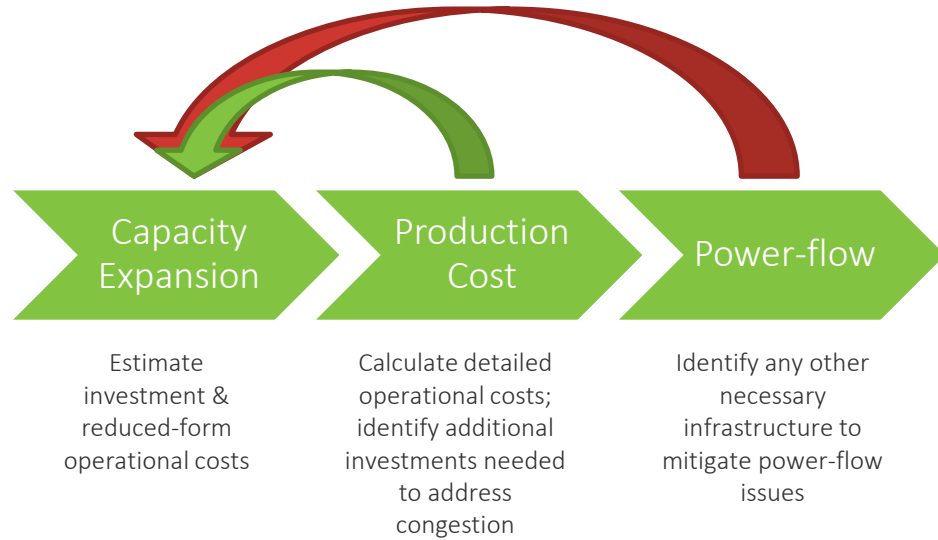 Capacity
Expansion
Production
Cost
Power-flow
Estimate
investment &
reduced-form
operational costs
Calculate detailed
operational costs;
identify additional
investments needed
to address
congestion
Identify any other
necessary
infrastructure to
mitigate power-flow
issues